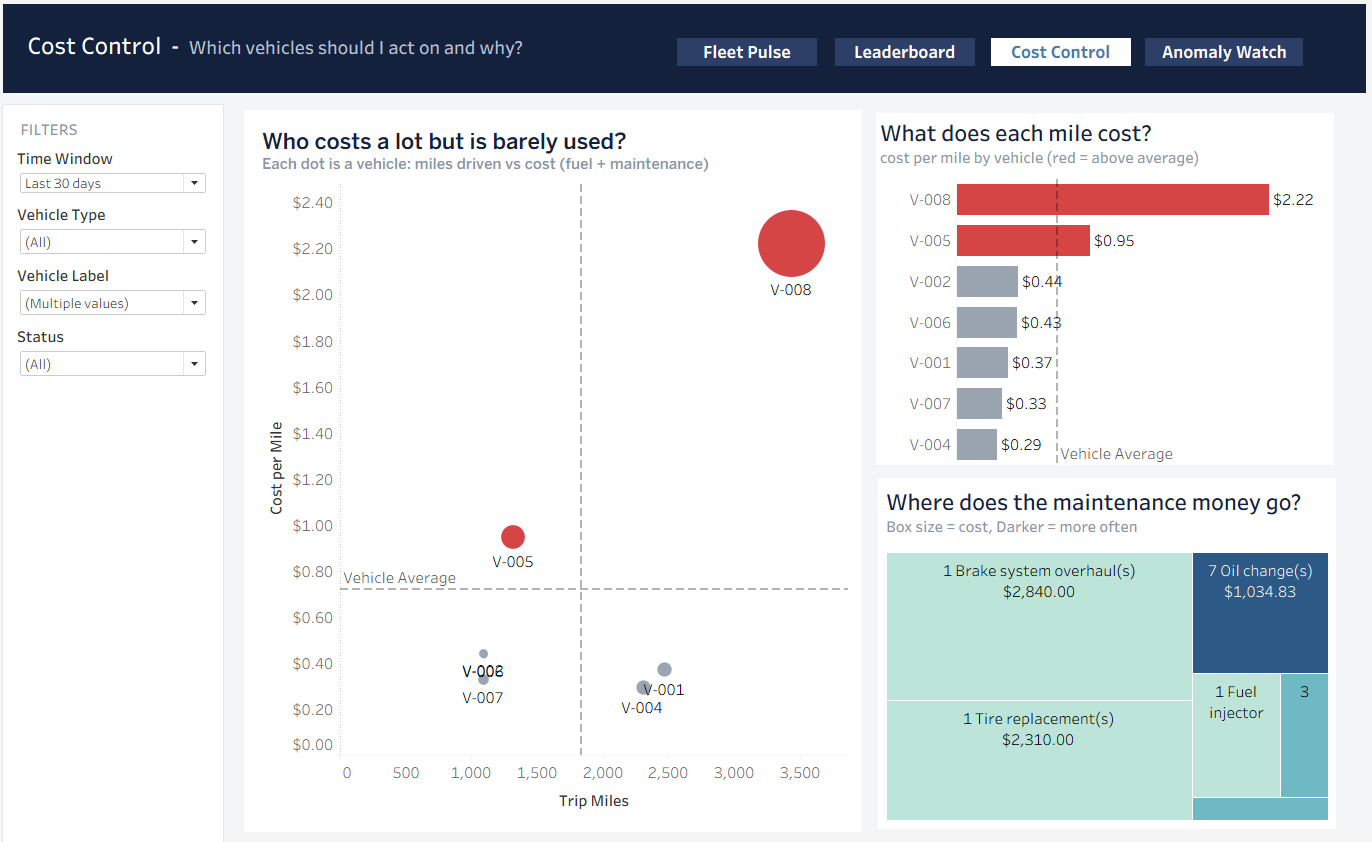 Cost Control - Which vehicles should I act on and why?
Fleet Pulse
Leaderboard
Cost Control
Anomaly Watch
FILTERS
Time Window
Last 30 days
Vehicle Type
(All)
Vehicle Label
(Multiple values)
Status
(All)
Who costs a lot but is barely used?
Each dot is a vehicle: miles driven vs cost (fuel + maintenance)
Cost per Mile
$2.40
$2.20
$2.00
$1.80
$1.60
$1.40
$1.20
$1.00
$0.80
$0.60
$0.40
$0.20
$0.00
V-008
V-005
Vehicle Average
V-007
V-001
V-004
0
500
1,000
1,500
2,000
2,500
3,000
3,500
Trip Miles
What does each mile cost?
cost per mile by vehicle (red = above average)
V-008 $2.22
V-005 $0.95
V-002 $0.44
V-006 $0.43
V-001 $0.37
V-007 $0.33
V-004 $0.29
Vehicle Average
Where does the maintenance money go?
Box size = cost, Darker = more often
1 Brake system overhaul(s)
$2,840.00
7 Oil change(s)
$1,034.83
1 Tire replacement(s)
$2,310.00
1 Fuel
injector
3